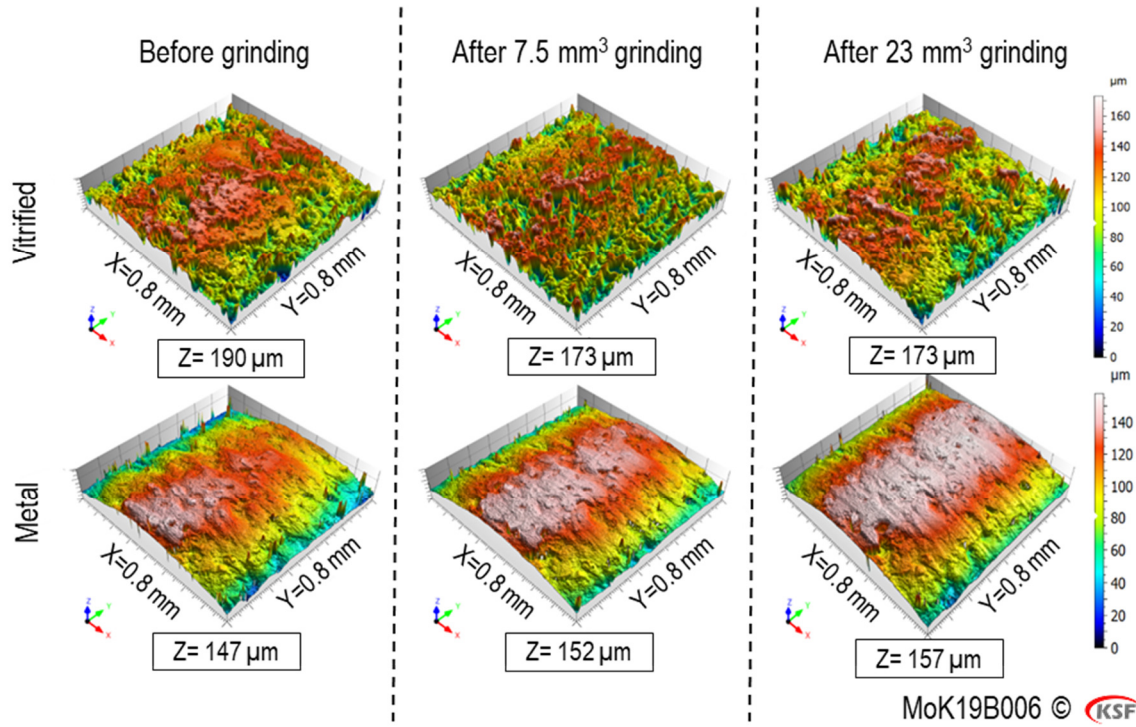 Before grinding
After 7.5 mm³ grinding
After 23 mm³ grinding
Vitrified
X=0.8 mm
Y=0.8 mm
Z= 190 µm
X=0.8 mm
Y=0.8 mm
Z= 173 µm
X=0.8 mm
Y=0.8 mm
Z= 173 µm
µm
160
140
120
100
80
60
40
20
0
Metal
X=0.8 mm
Y=0.8 mm
Z= 147 µm
X=0.8 mm
Y=0.8 mm
Z= 152 µm
X=0.8 mm
Y=0.8 mm
Z= 157 µm
µm
140
120
100
80
60
40
20
0
MoK19B006 © KSF